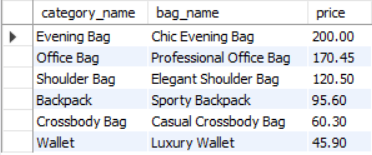 category_name bag_name price
Evening Bag Chic Evening Bag 200.00
Office Bag Professional Office Bag 170.45
Shoulder Bag Elegant Shoulder Bag 120.50
Backpack Sporty Backpack 95.60
Crossbody Bag Casual Crossbody Bag 60.30
Wallet Luxury Wallet 45.90